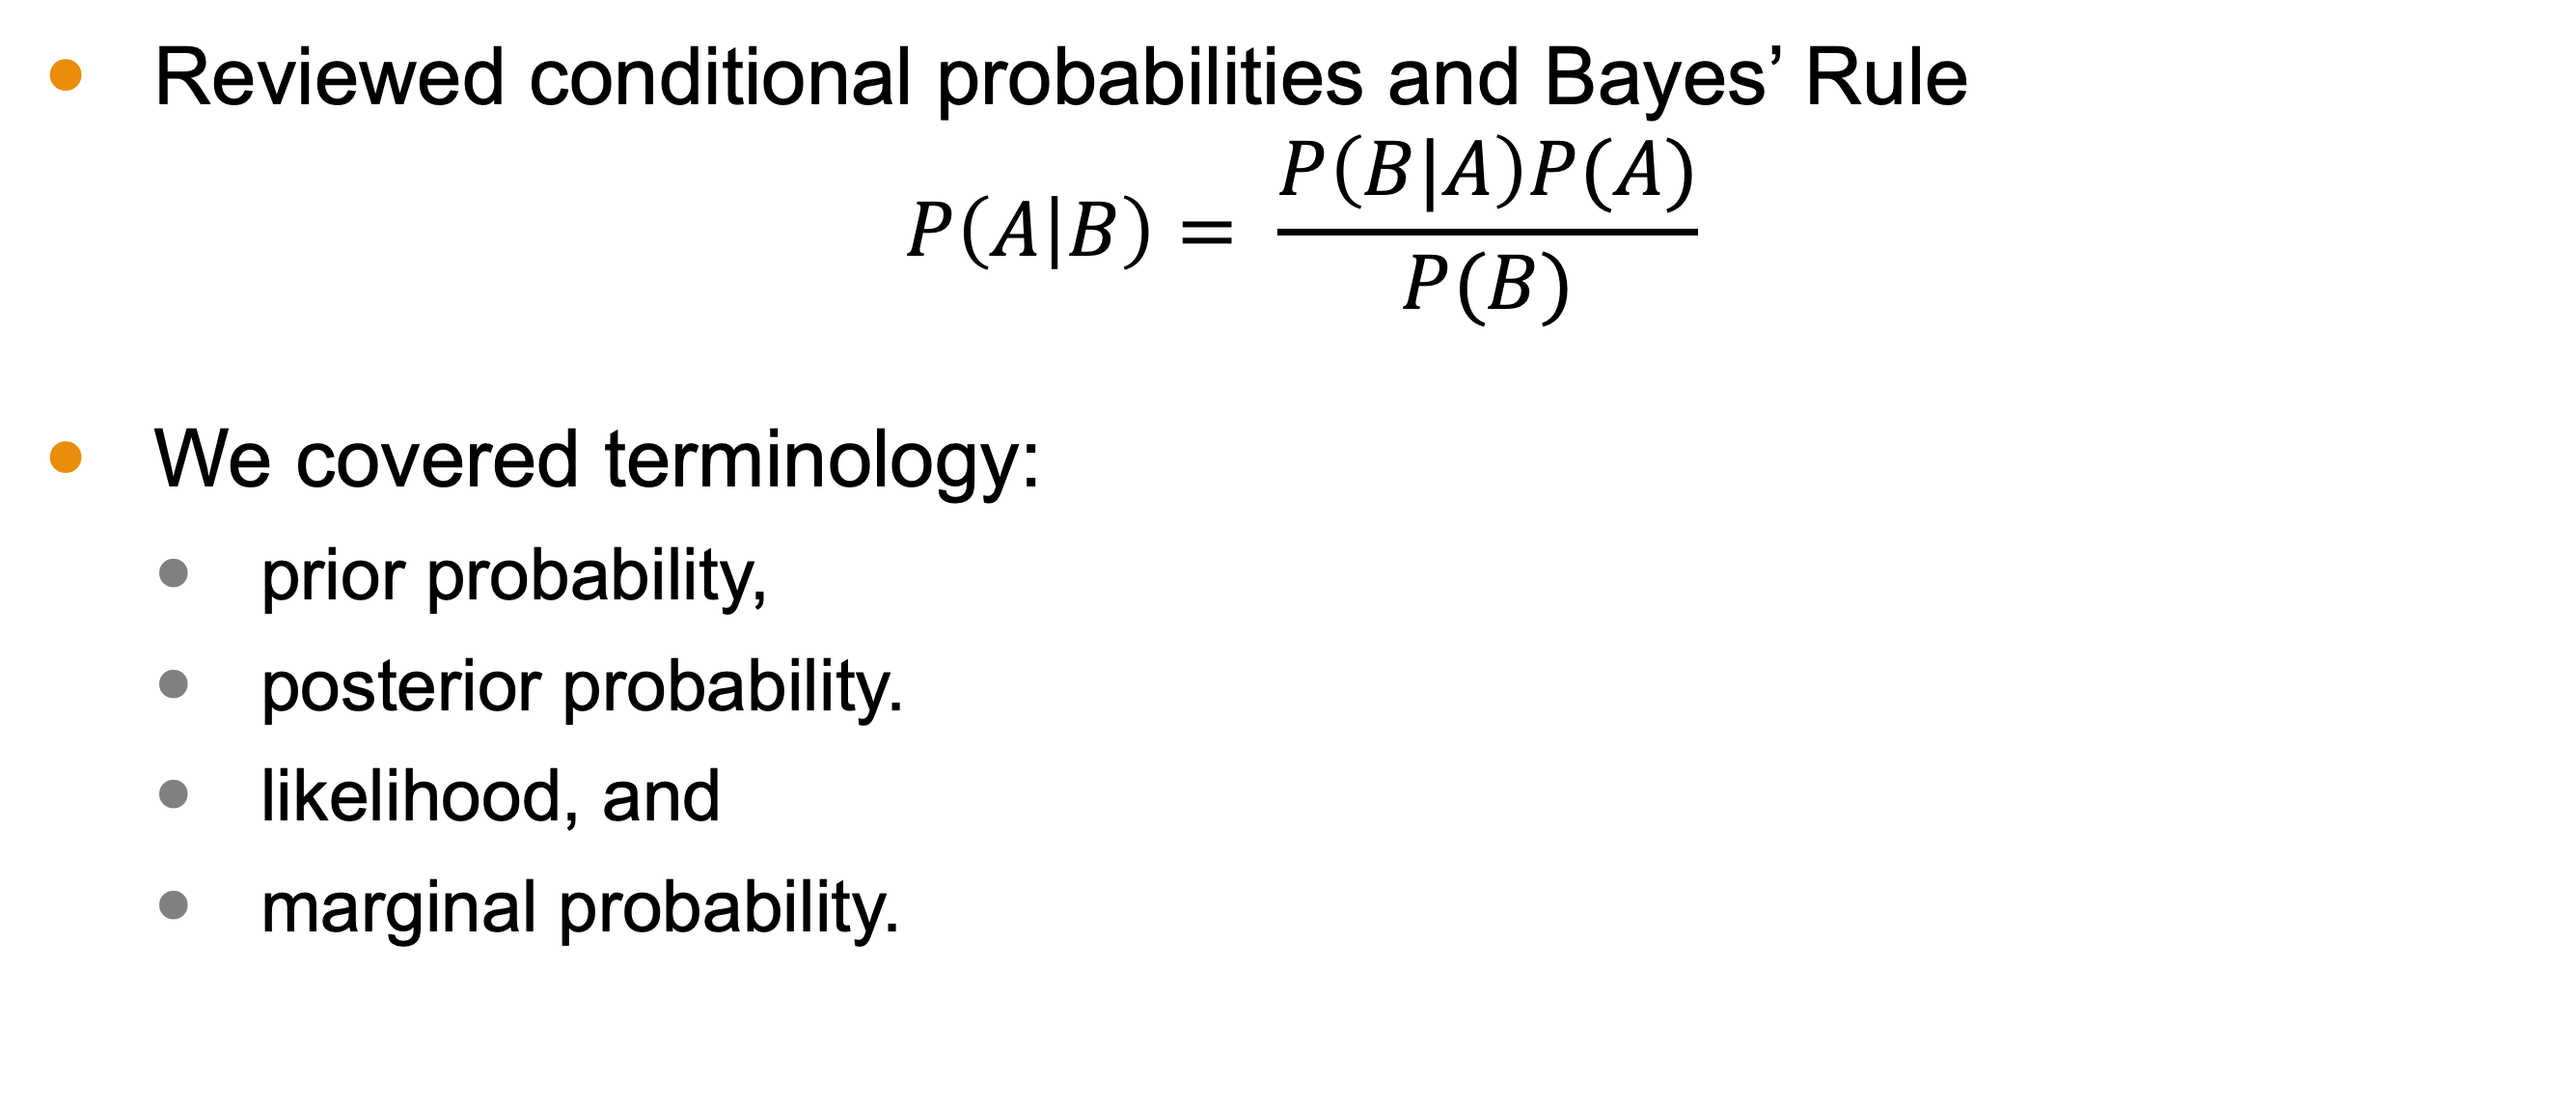 • Reviewed conditional probabilities and Bayes’ Rule
P(A|B) = P(B|A)P(A) / P(B)
• We covered terminology:
• prior probability,
• posterior probability.
• likelihood, and
• marginal probability.